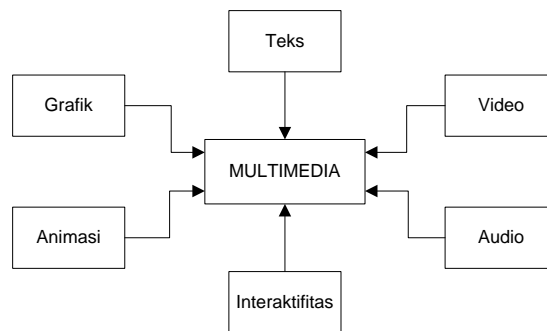 Teks
Grafik
Video
MULTIMEDIA
Animasi
Audio
Interaktifitas